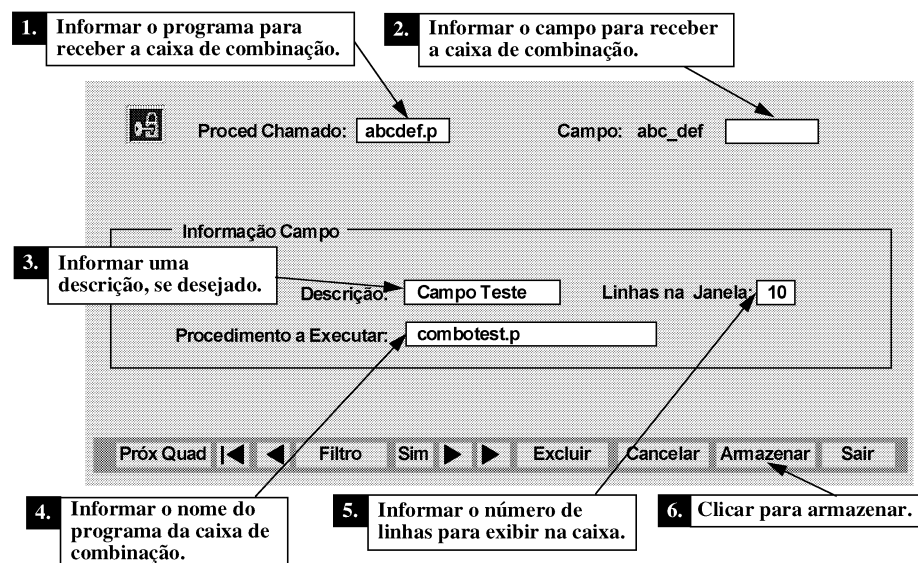 1. Informar o programa para
receber a caixa de combinação.
2. Informar o campo para receber
a caixa de combinação.
Proced Chamado: abcdef.p
Campo: abc_def
Informação Campo
3. Informar uma
descrição, se desejado.
Descrição: Campo Teste
Linhas na Janela: 10
Procedimento a Executar: combotest.p
Próx Quad Filtro Sim Excluir Cancelar Armazenar Sair
4. Informar o nome do
programa da caixa de
combinação.
5. Informar o número de
linhas para exibir na caixa.
6. Clicar para armazenar.